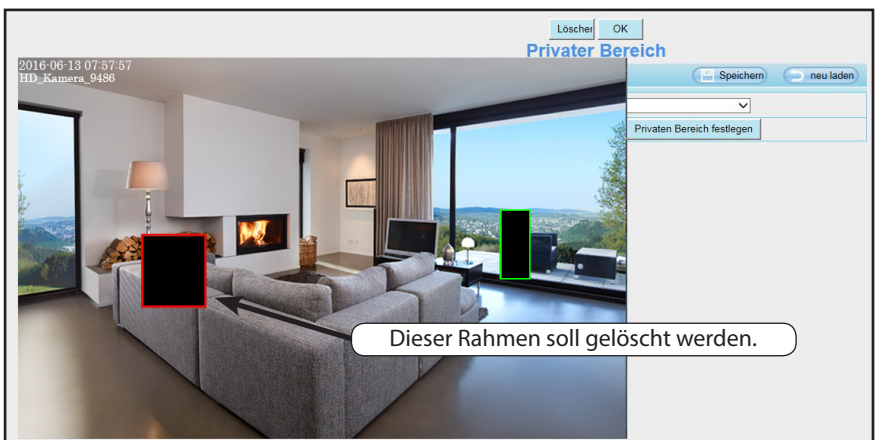 Löscher OK
Privater Bereich
2016-06-13 07:57:57
HD_Kamera_9486
Speichern neu laden
Privaten Bereich festlegen
Dieser Rahmen soll gelöscht werden.